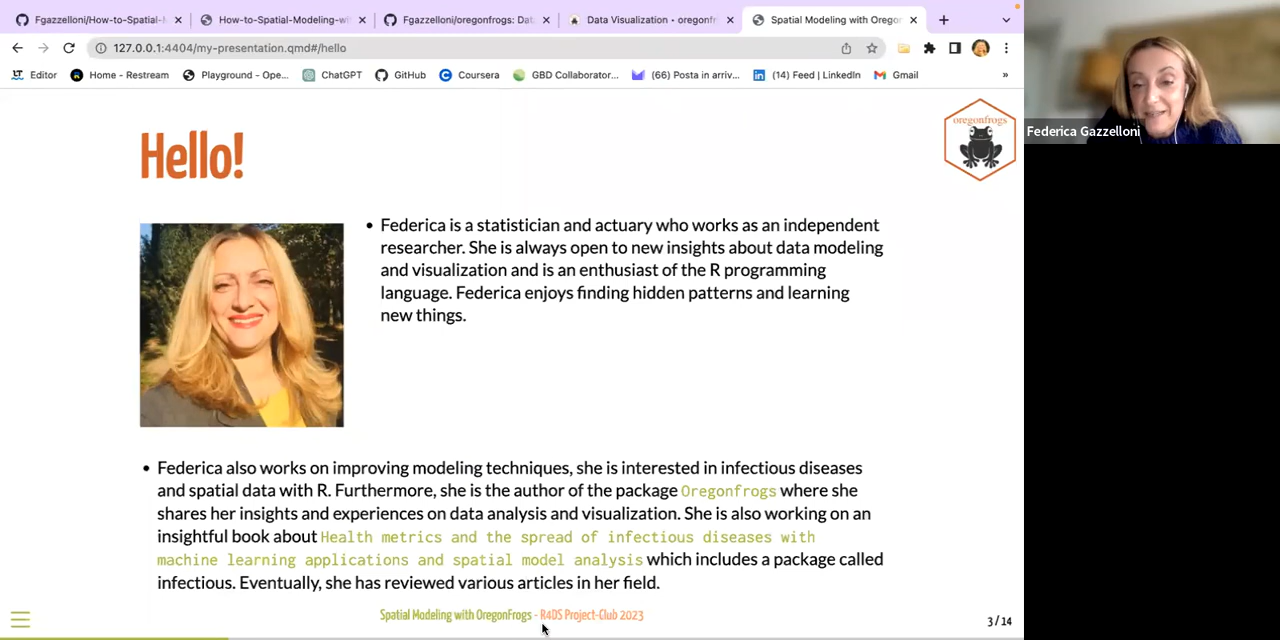 Fgazzelloni/How-to-Spatial-
How-to-Spatial-Modeling-wi
Fgazzelloni/oregonfrogs: Dat
Data Visualization • oregonfr
Spatial Modeling with Orego
127.0.0.1:4404/my-presentation.qmd#/hello
Editor
Home - Restream
Playground - Ope...
ChatGPT
GitHub
Coursera
GBD Collaborator...
(66) Posta in arriv...
(14) Feed | LinkedIn
Gmail
»
oregonfrogs
Federica Gazzelloni
Hello!
• Federica is a statistician and actuary who works as an independent
researcher. She is always open to new insights about data modeling
and visualization and is an enthusiast of the R programming
language. Federica enjoys finding hidden patterns and learning
new things.
• Federica also works on improving modeling techniques, she is interested in infectious diseases
and spatial data with R. Furthermore, she is the author of the package Oregonfrogs where she
shares her insights and experiences on data analysis and visualization. She is also working on an
insightful book about Health metrics and the spread of infectious diseases with
machine learning applications and spatial model analysis which includes a package called
infectious. Eventually, she has reviewed various articles in her field.
Spatial Modeling with OregonFrogs - R4DS Project-Club 2023
3 / 14